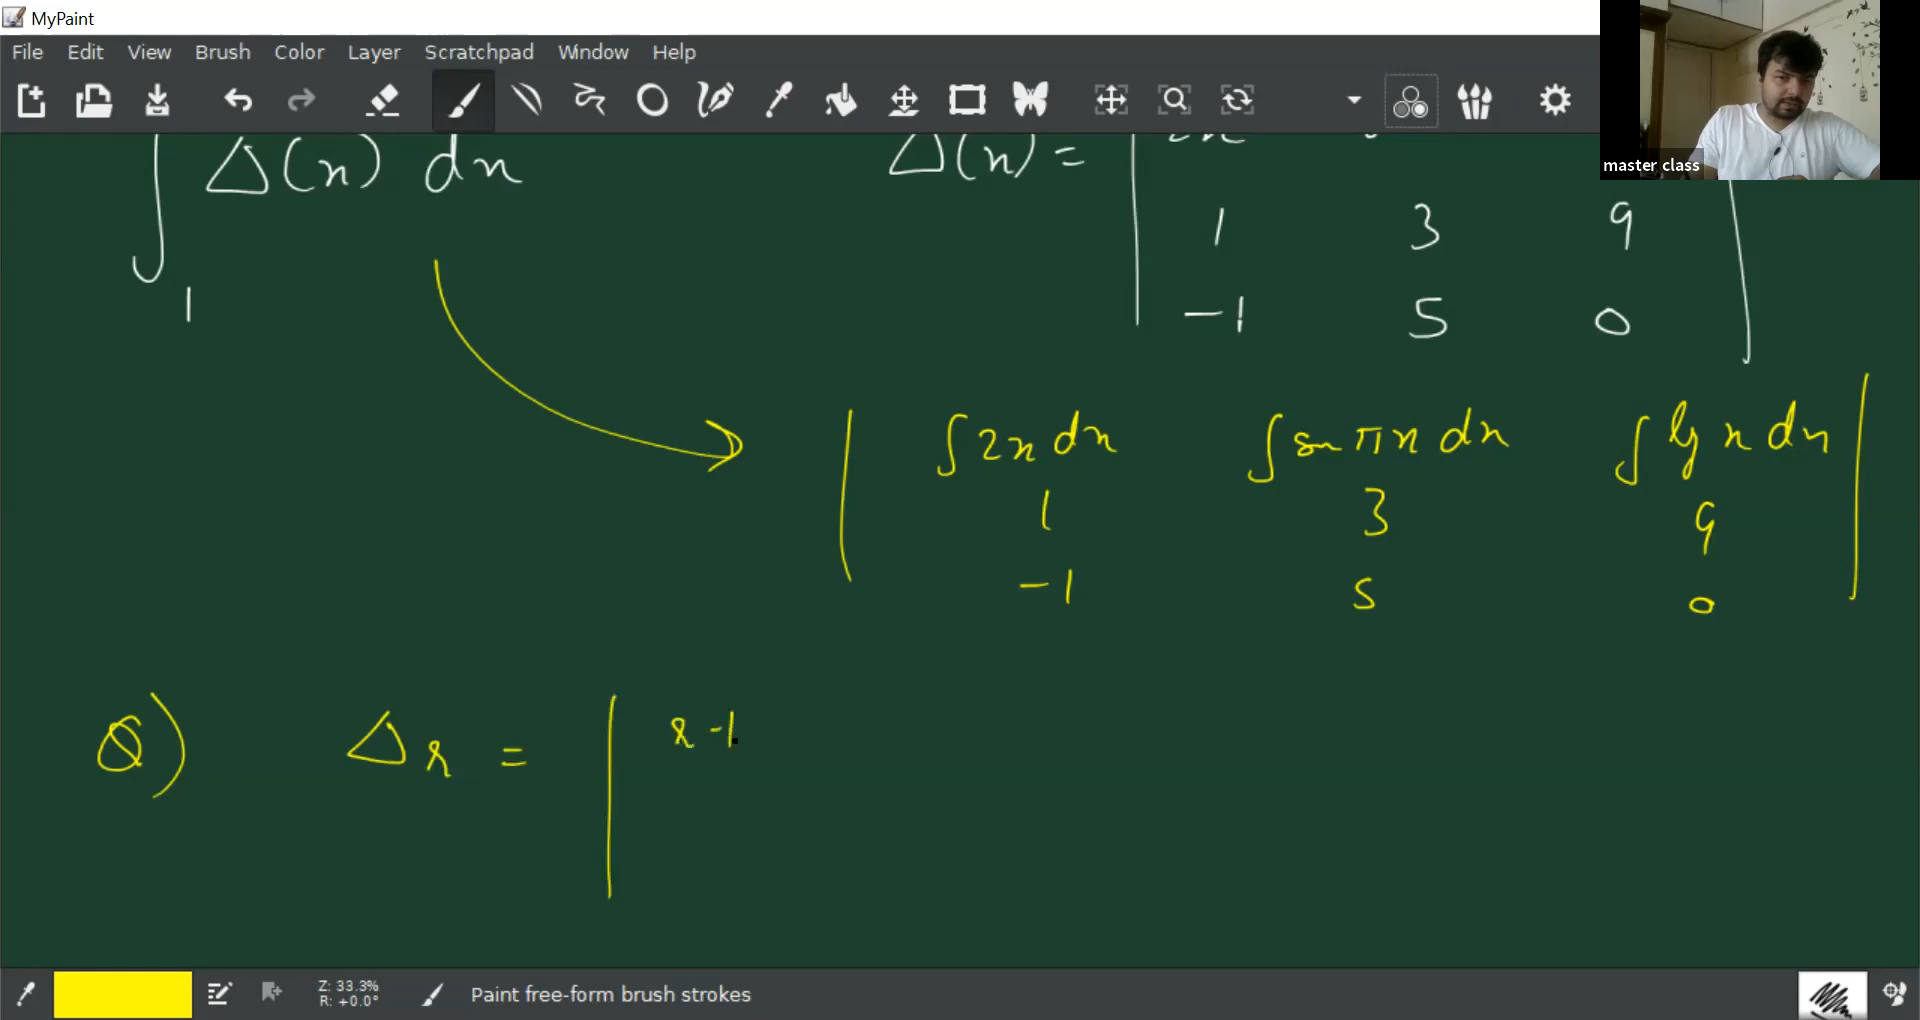 MyPaint
File Edit View Brush Color Layer Scratchpad Window Help
master class
∫ Δ(x) dx
1
Δ(x) = |
1 3 9
-1 5 0
| ∫2x dx ∫sin πx dx ∫lg x dx |
1 3 9
-1 5 0
Q) Δr = | r-1
Z: 33.3%
R: +0.0°
Paint free-form brush strokes